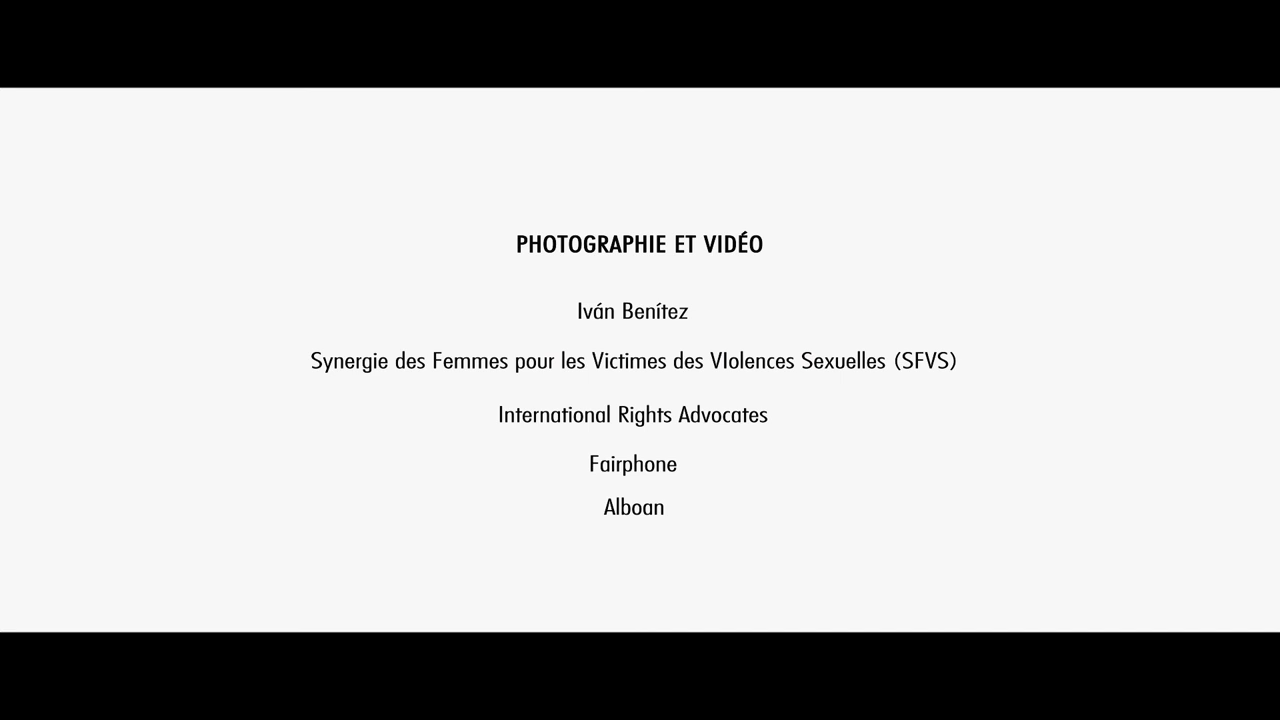 PHOTOGRAPHIE ET VIDÉO
Iván Benítez
Synergie des Femmes pour les Victimes des VIolences Sexuelles (SFVS)
International Rights Advocates
Fairphone
Alboan